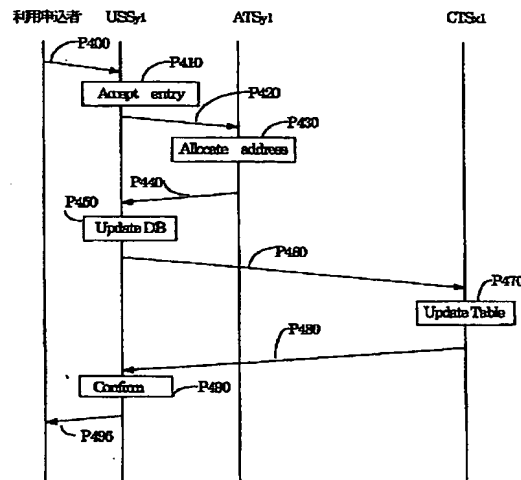 利用申込者 USSy1 ATSy1 CTSx1
P400
P410
Accept entry
P420
P430
Allocate address
P440
P450
Update DB
P460
P470
Update Table
P480
Confirm
P490
P495